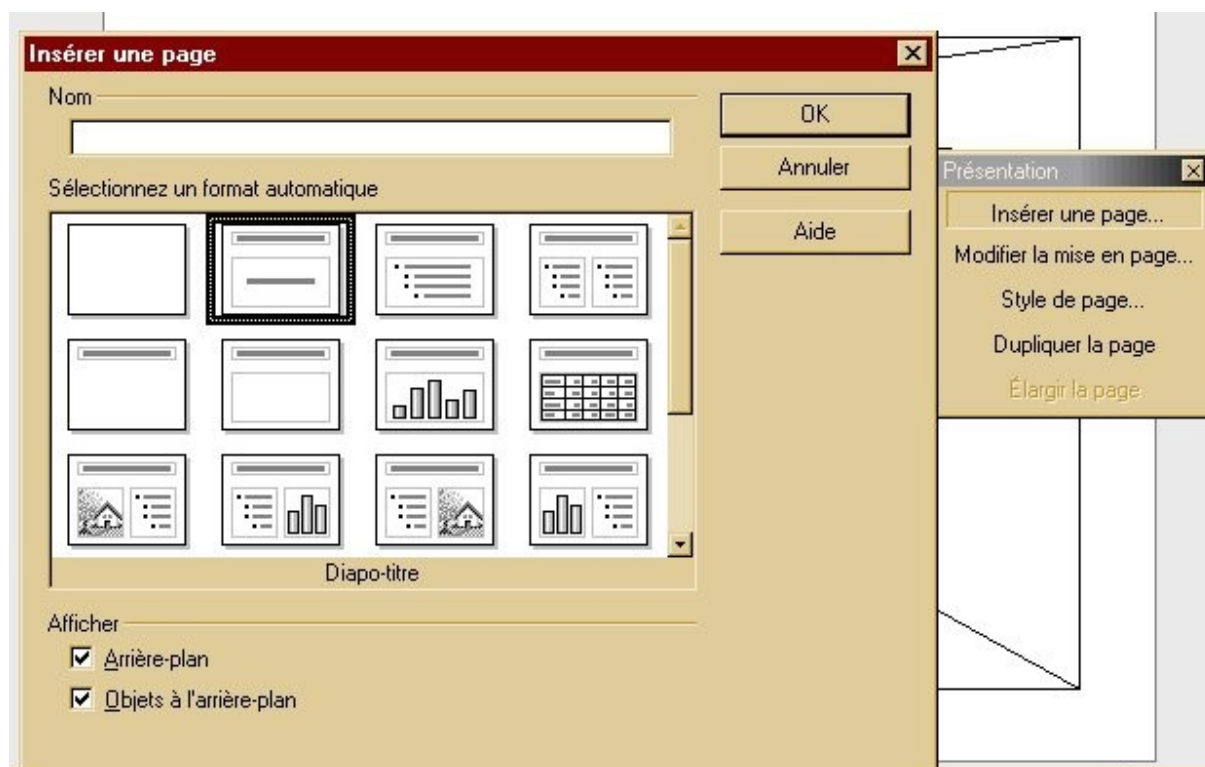 Insérer une page
Nom
Sélectionnez un format automatique
Diapo-titre
Afficher
Arrière-plan
Objets à l'arrière-plan
OK
Annuler
Aide
Présentation
Insérer une page...
Modifier la mise en page...
Style de page...
Dupliquer la page
Élargir la page